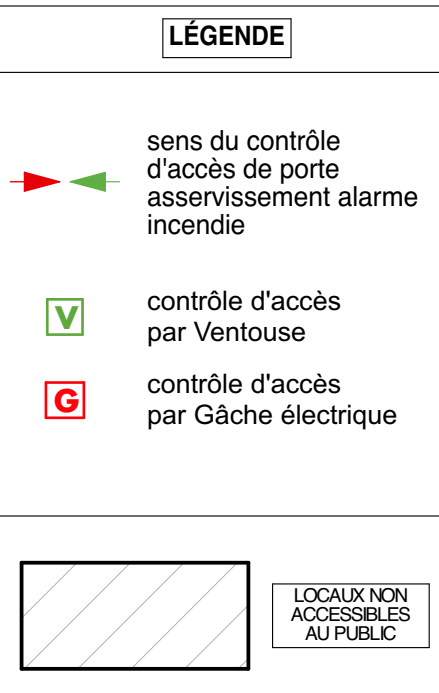 LÉGENDE
sens du contrôle
d'accès de porte
asservissement alarme
incendie
V
contrôle d'accès
par Ventouse
G
contrôle d'accès
par Gâche électrique
LOCAUX NON
ACCESSIBLES
AU PUBLIC